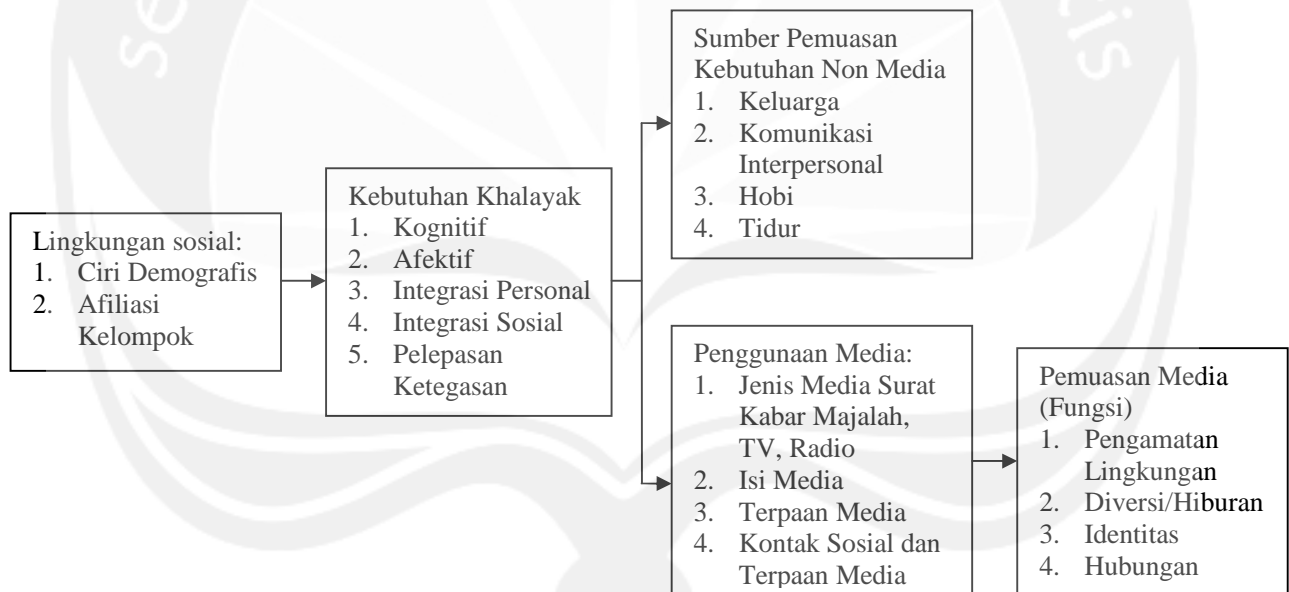 Lingkungan sosial:
1. Ciri Demografis
2. Afiliasi
Kelompok
Kebutuhan Khalayak
1. Kognitif
2. Afektif
3. Integrasi Personal
4. Integrasi Sosial
5. Pelepasan
Ketegasan
Sumber Pemuasan
Kebutuhan Non Media
1. Keluarga
2. Komunikasi
Interpersonal
3. Hobi
4. Tidur
Penggunaan Media:
1. Jenis Media Surat
Kabar Majalah,
TV, Radio
2. Isi Media
3. Terpaan Media
4. Kontak Sosial dan
Terpaan Media
Pemuasan Media
(Fungsi)
1. Pengamatan
Lingkungan
2. Diversi/Hiburan
3. Identitas
4. Hubungan